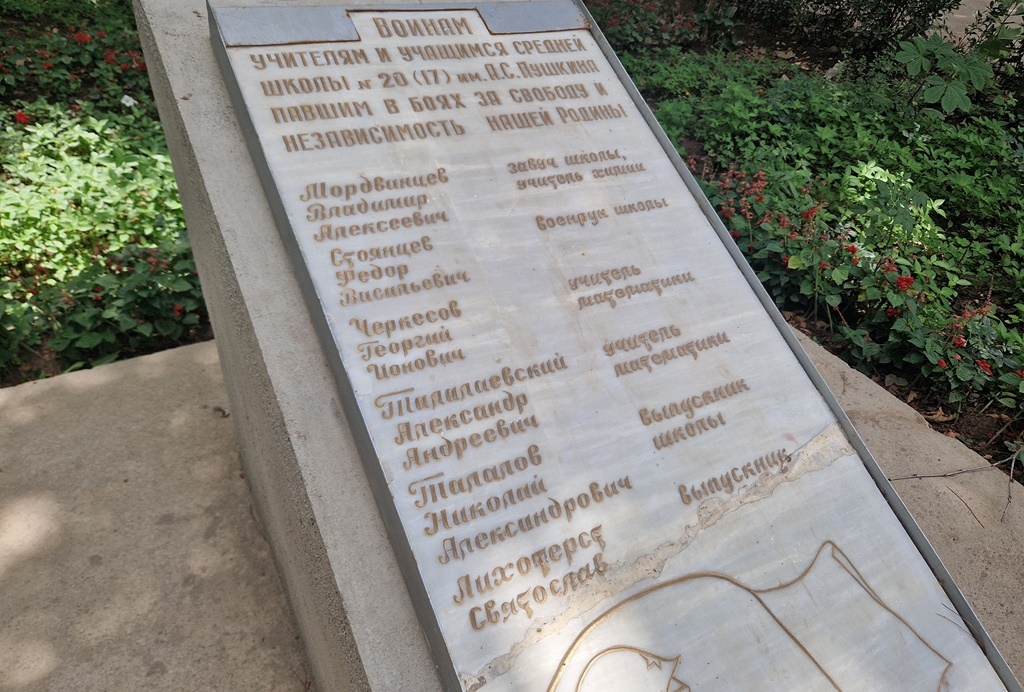 Воинам
учителям и учащимся средней
школы № 20 (17) им. А.С. Пушкина
павшим в боях за свободу и
независимость нашей Родины
Мордвинцев завуч школы,
Владимир учитель химии
Алексеевич
Стоянцев военрук школы
Федор
Васильевич
Черкесов учитель
Георгий математики
Ионович
Талалаевский учитель
Александр математики
Андреевич
Талалов выпускник
Николай школы
Александрович
Лихотерст выпускник
Святослав